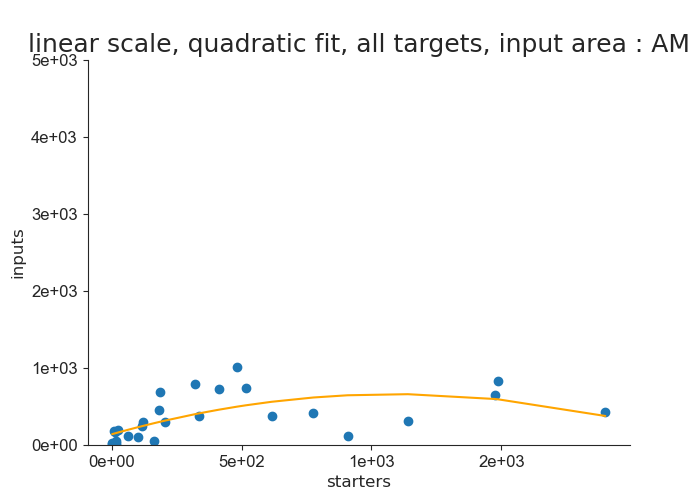 linear scale, quadratic fit, all targets, input area : AM
5e+03
4e+03
3e+03
2e+03
1e+03
0e+00
inputs
0e+00 5e+02 1e+03 2e+03
starters